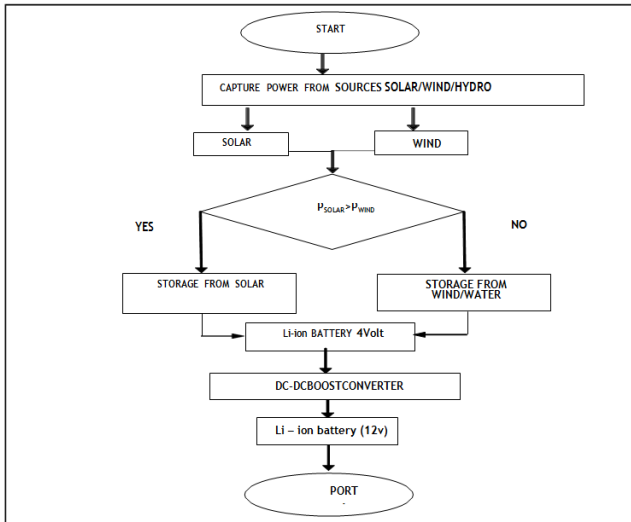 START
CAPTURE POWER FROM SOURCES SOLAR/WIND/HYDRO
SOLAR
WIND
PSOLAR>PWIND
YES
NO
STORAGE FROM SOLAR
STORAGE FROM
WIND/WATER
Li-ion BATTERY 4Volt
DC-DCBOOSTCONVERTER
Li – ion battery (12v)
PORT